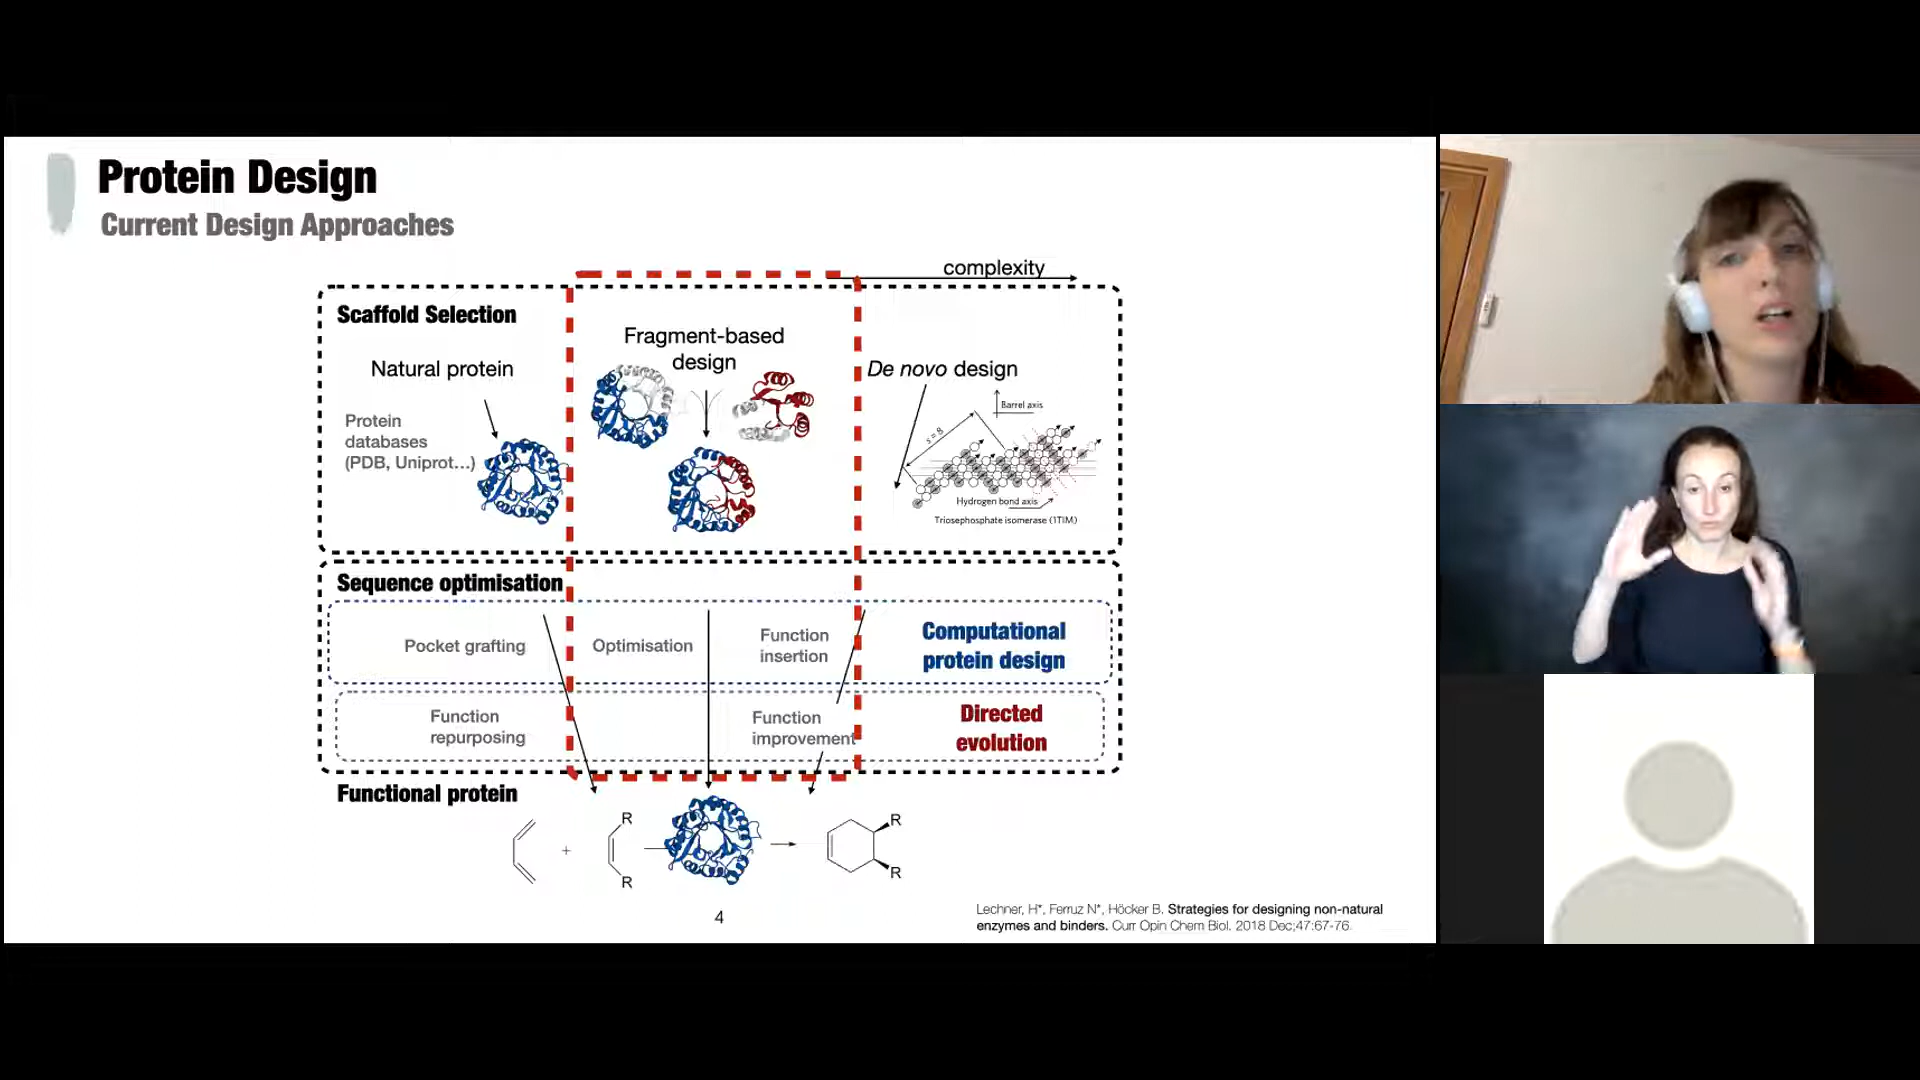 Protein Design
Current Design Approaches
complexity
Scaffold Selection
Natural protein
Protein
databases
(PDB, Uniprot...)
Fragment-based
design
De novo design
Barrel axis
s = 8
Hydrogen bond axis
Triosephosphate isomerase (1TIM)
Sequence optimisation
Pocket grafting
Optimisation
Function
insertion
Computational
protein design
Function
repurposing
Function
improvement
Directed
evolution
Functional protein
+
R
R
R
R
4
Lechner, H*, Ferruz N*, Höcker B. Strategies for designing non-natural
enzymes and binders. Curr Opin Chem Biol. 2018 Dec;47:67-76.